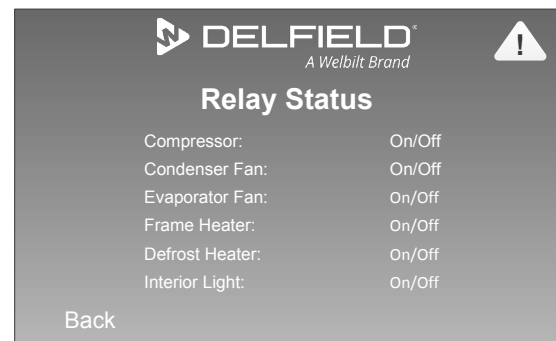 DELFIELD®
A Welbilt Brand
!
Relay Status
Compressor: On/Off
Condenser Fan: On/Off
Evaporator Fan: On/Off
Frame Heater: On/Off
Defrost Heater: On/Off
Interior Light: On/Off
Back